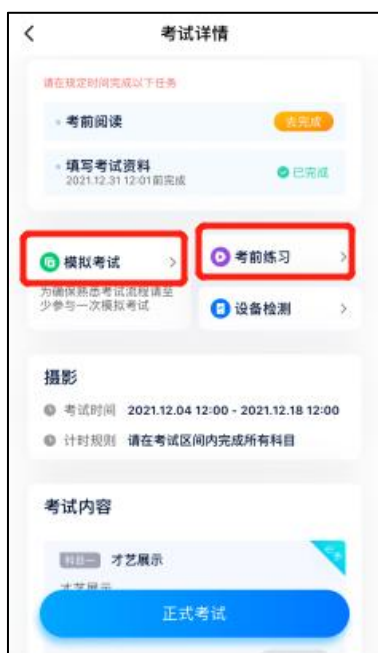 考试详情
请在规定时间完成以下任务
考前阅读
去完成
填写考试资料
2021.12.31 12:01前完成
已完成
模拟考试
考前练习
为确保熟悉考试流程请至
少参与一次模拟考试
设备检测
摄影
考试时间 2021.12.04 12:00 - 2021.12.18 12:00
计时规则 请在考试区间内完成所有科目
考试内容
科目一 才艺展示
才艺展示
正式考试